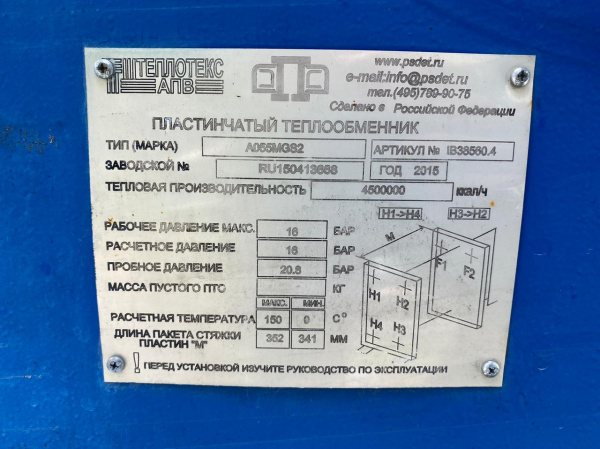 ТЕПЛОТЕКС
АПВ
www.psdet.ru
e-mail:info@psdet.ru
тел.(495)789-90-75
Сделано в Российской Федерации
ПЛАСТИНЧАТЫЙ ТЕПЛООБМЕННИК
ТИП (МАРКА) A055MGS2 АРТИКУЛ № IB38560.4
ЗАВОДСКОЙ № RU150413658 ГОД 2015
ТЕПЛОВАЯ ПРОИЗВОДИТЕЛЬНОСТЬ 4500000 ккал/ч
H1->H4 H3->H2
РАБОЧЕЕ ДАВЛЕНИЕ МАКС. 16 БАР
РАСЧЕТНОЕ ДАВЛЕНИЕ 16 БАР
ПРОБНОЕ ДАВЛЕНИЕ 20.8 БАР
МАССА ПУСТОГО ПТО КГ
МАКС. МИН.
РАСЧЕТНАЯ ТЕМПЕРАТУРА 150 0 C°
ДЛИНА ПАКЕТА СТЯЖКИ ПЛАСТИН "М" 352 341 ММ
M
F1 F2
H1 H2
H4 H3
! ПЕРЕД УСТАНОВКОЙ ИЗУЧИТЕ РУКОВОДСТВО ПО ЭКСПЛУАТАЦИИ